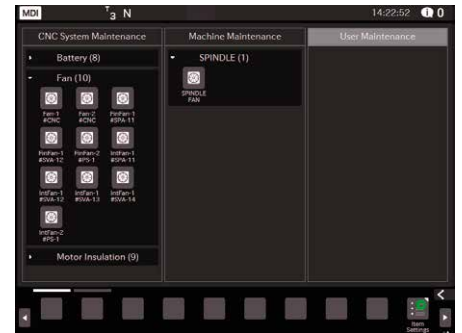 MDI
T3 N
14:22:52
0
CNC System Maintenance
Machine Maintenance
User Maintenance
Battery (8)
Fan (10)
Fan-1
#CNC
Fan-2
#CNC
FinFan-1
#SPA-11
FinFan-1
#SVA-12
FinFan-2
#PS-1
IntFan-1
#SPA-11
IntFan-1
#SVA-12
IntFan-1
#SVA-13
IntFan-1
#SVA-14
IntFan-2
#PS-1
Motor Insulation (9)
SPINDLE (1)
SPINDLE
FAN
Item
Settings